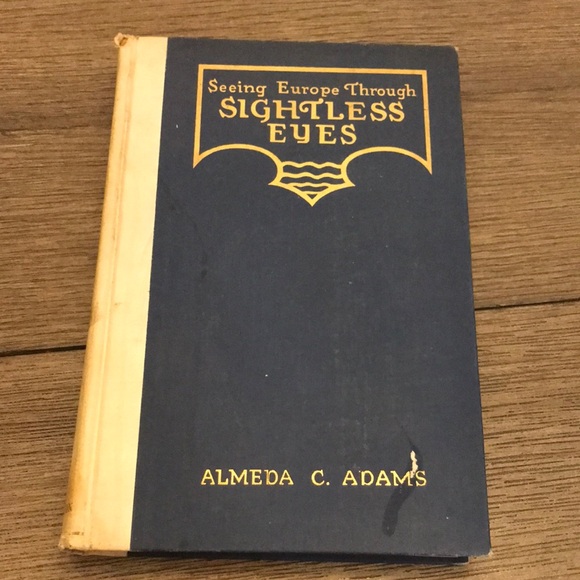 Seeing Europe Through
SIGHTLESS
EYES
ALMEDA C. ADAMS